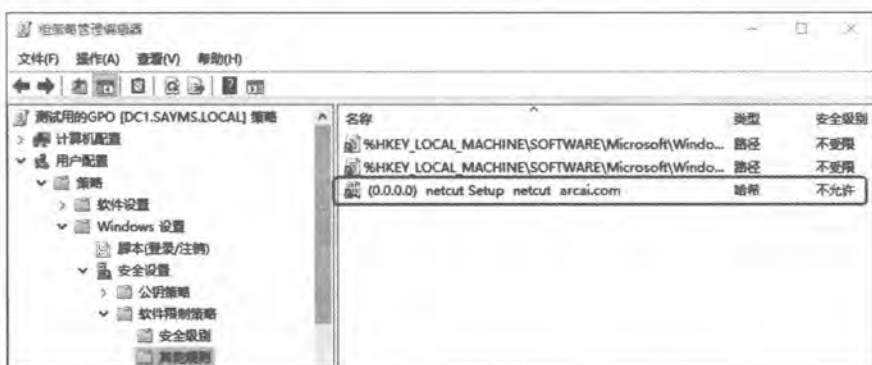 组策略管理编辑器
文件(F) 操作(A) 查看(V) 帮助(H)
测试用的GPO [DC1.SAYMS.LOCAL] 策略
计算机配置
用户配置
策略
软件设置
Windows 设置
脚本(登录/注销)
安全设置
公钥策略
软件限制策略
安全级别
其他规则
名称 类型 安全级别
%HKEY_LOCAL_MACHINE\SOFTWARE\Microsoft\Windo... 路径 不受限
%HKEY_LOCAL_MACHINE\SOFTWARE\Microsoft\Windo... 路径 不受限
(0.0.0.0) netcut Setup netcut arcai.com 哈希 不允许